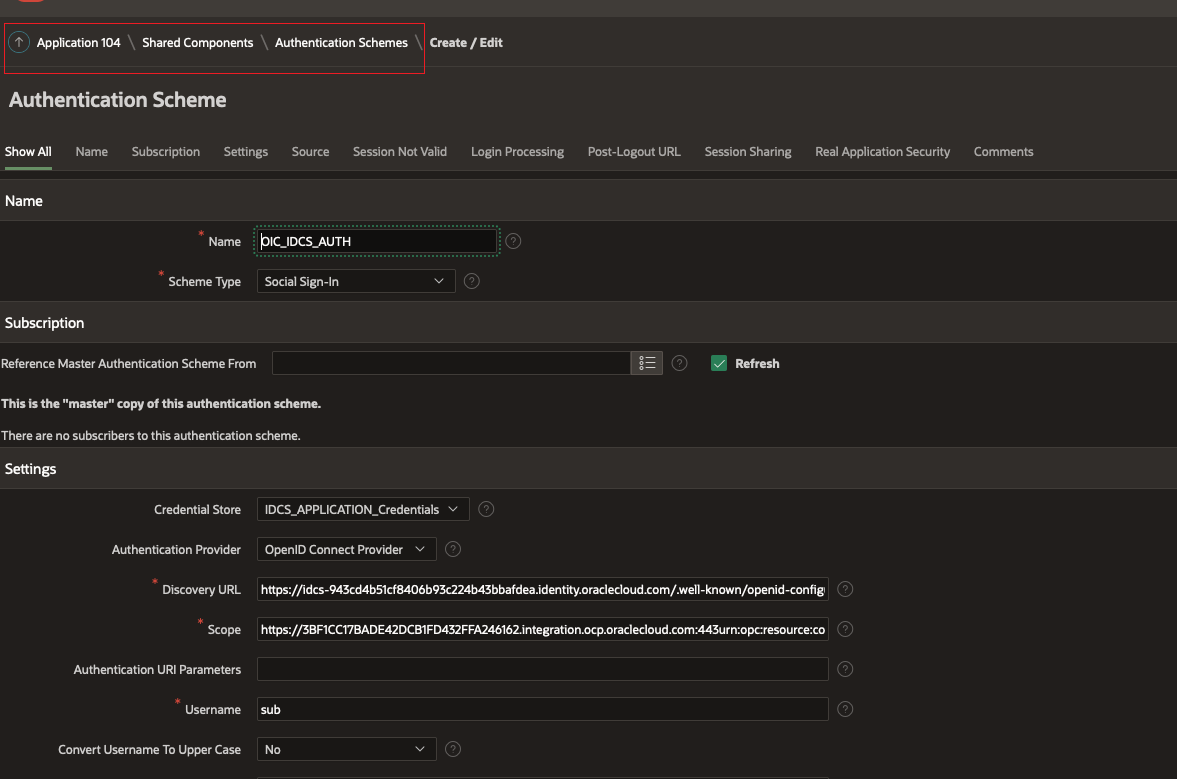 Application 104 \ Shared Components \ Authentication Schemes \ Create / Edit
Authentication Scheme
Show All Name Subscription Settings Source Session Not Valid Login Processing Post-Logout URL Session Sharing Real Application Security Comments
Name
* Name OIC_IDCS_AUTH ?
* Scheme Type Social Sign-In ?
Subscription
Reference Master Authentication Scheme From ? Refresh
This is the "master" copy of this authentication scheme.
There are no subscribers to this authentication scheme.
Settings
Credential Store IDCS_APPLICATION_Credentials ?
Authentication Provider OpenID Connect Provider ?
* Discovery URL https://idcs-943cd4b51cf8406b93c224b43bbafdea.identity.oraclecloud.com/.well-known/openid-config ?
* Scope https://3BF1CC17BADE42DCB1FD432FFA246162.integration.ocp.oraclecloud.com:443urn:opc:resource:co ?
Authentication URI Parameters ?
* Username sub ?
Convert Username To Upper Case No ?